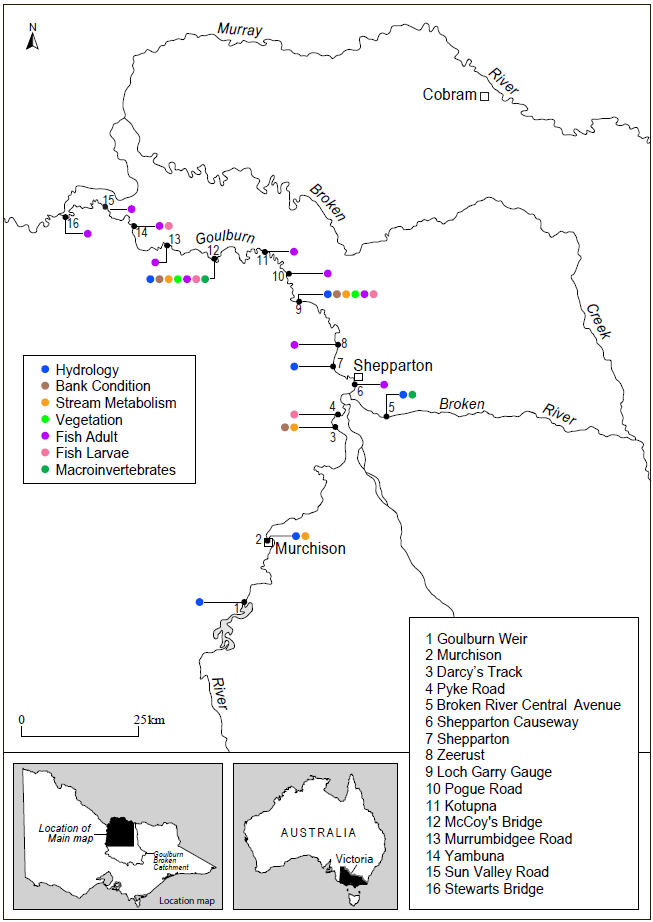 N
Murray
River
Cobram
Broken
15
16
14
13
Goulburn
12
11
10
9
Creek
8
7
Shepparton
6
Hydrology
Bank Condition
Stream Metabolism
Vegetation
Fish Adult
Fish Larvae
Macroinvertebrates
4
5
Broken
River
3
2
Murchison
1
River
0
25km
1 Goulburn Weir
2 Murchison
3 Darcy's Track
4 Pyke Road
5 Broken River Central Avenue
6 Shepparton Causeway
7 Shepparton
8 Zeerust
9 Loch Garry Gauge
10 Pogue Road
11 Kotupna
12 McCoy's Bridge
13 Murrumbidgee Road
14 Yambuna
15 Sun Valley Road
16 Stewarts Bridge
Location of
Main map
Goulburn
Broken
Catchment
Location map
AUSTRALIA
Victoria